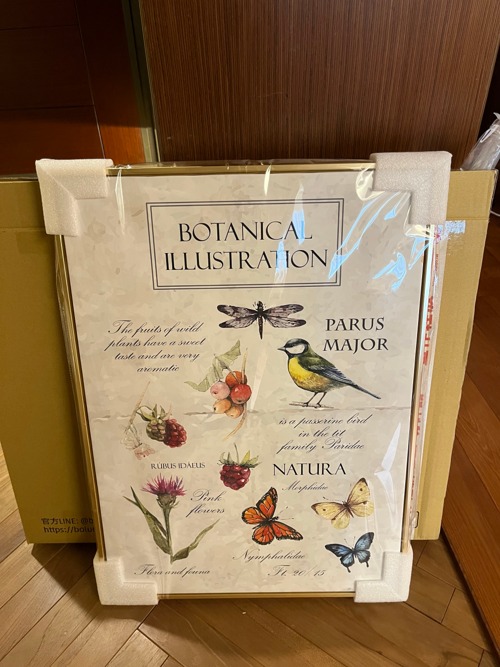 BOTANICAL
ILLUSTRATION
The fruits of wild
plants have a sweet
taste and are very
aromatic
PARUS
MAJOR
is a passerine bird
in the tit
family Paridae
RUBUS IDAEUS
NATURA
Morphidae
Pink
flowers
Nymphalidae
Flora and fauna
官方LINE:
https://